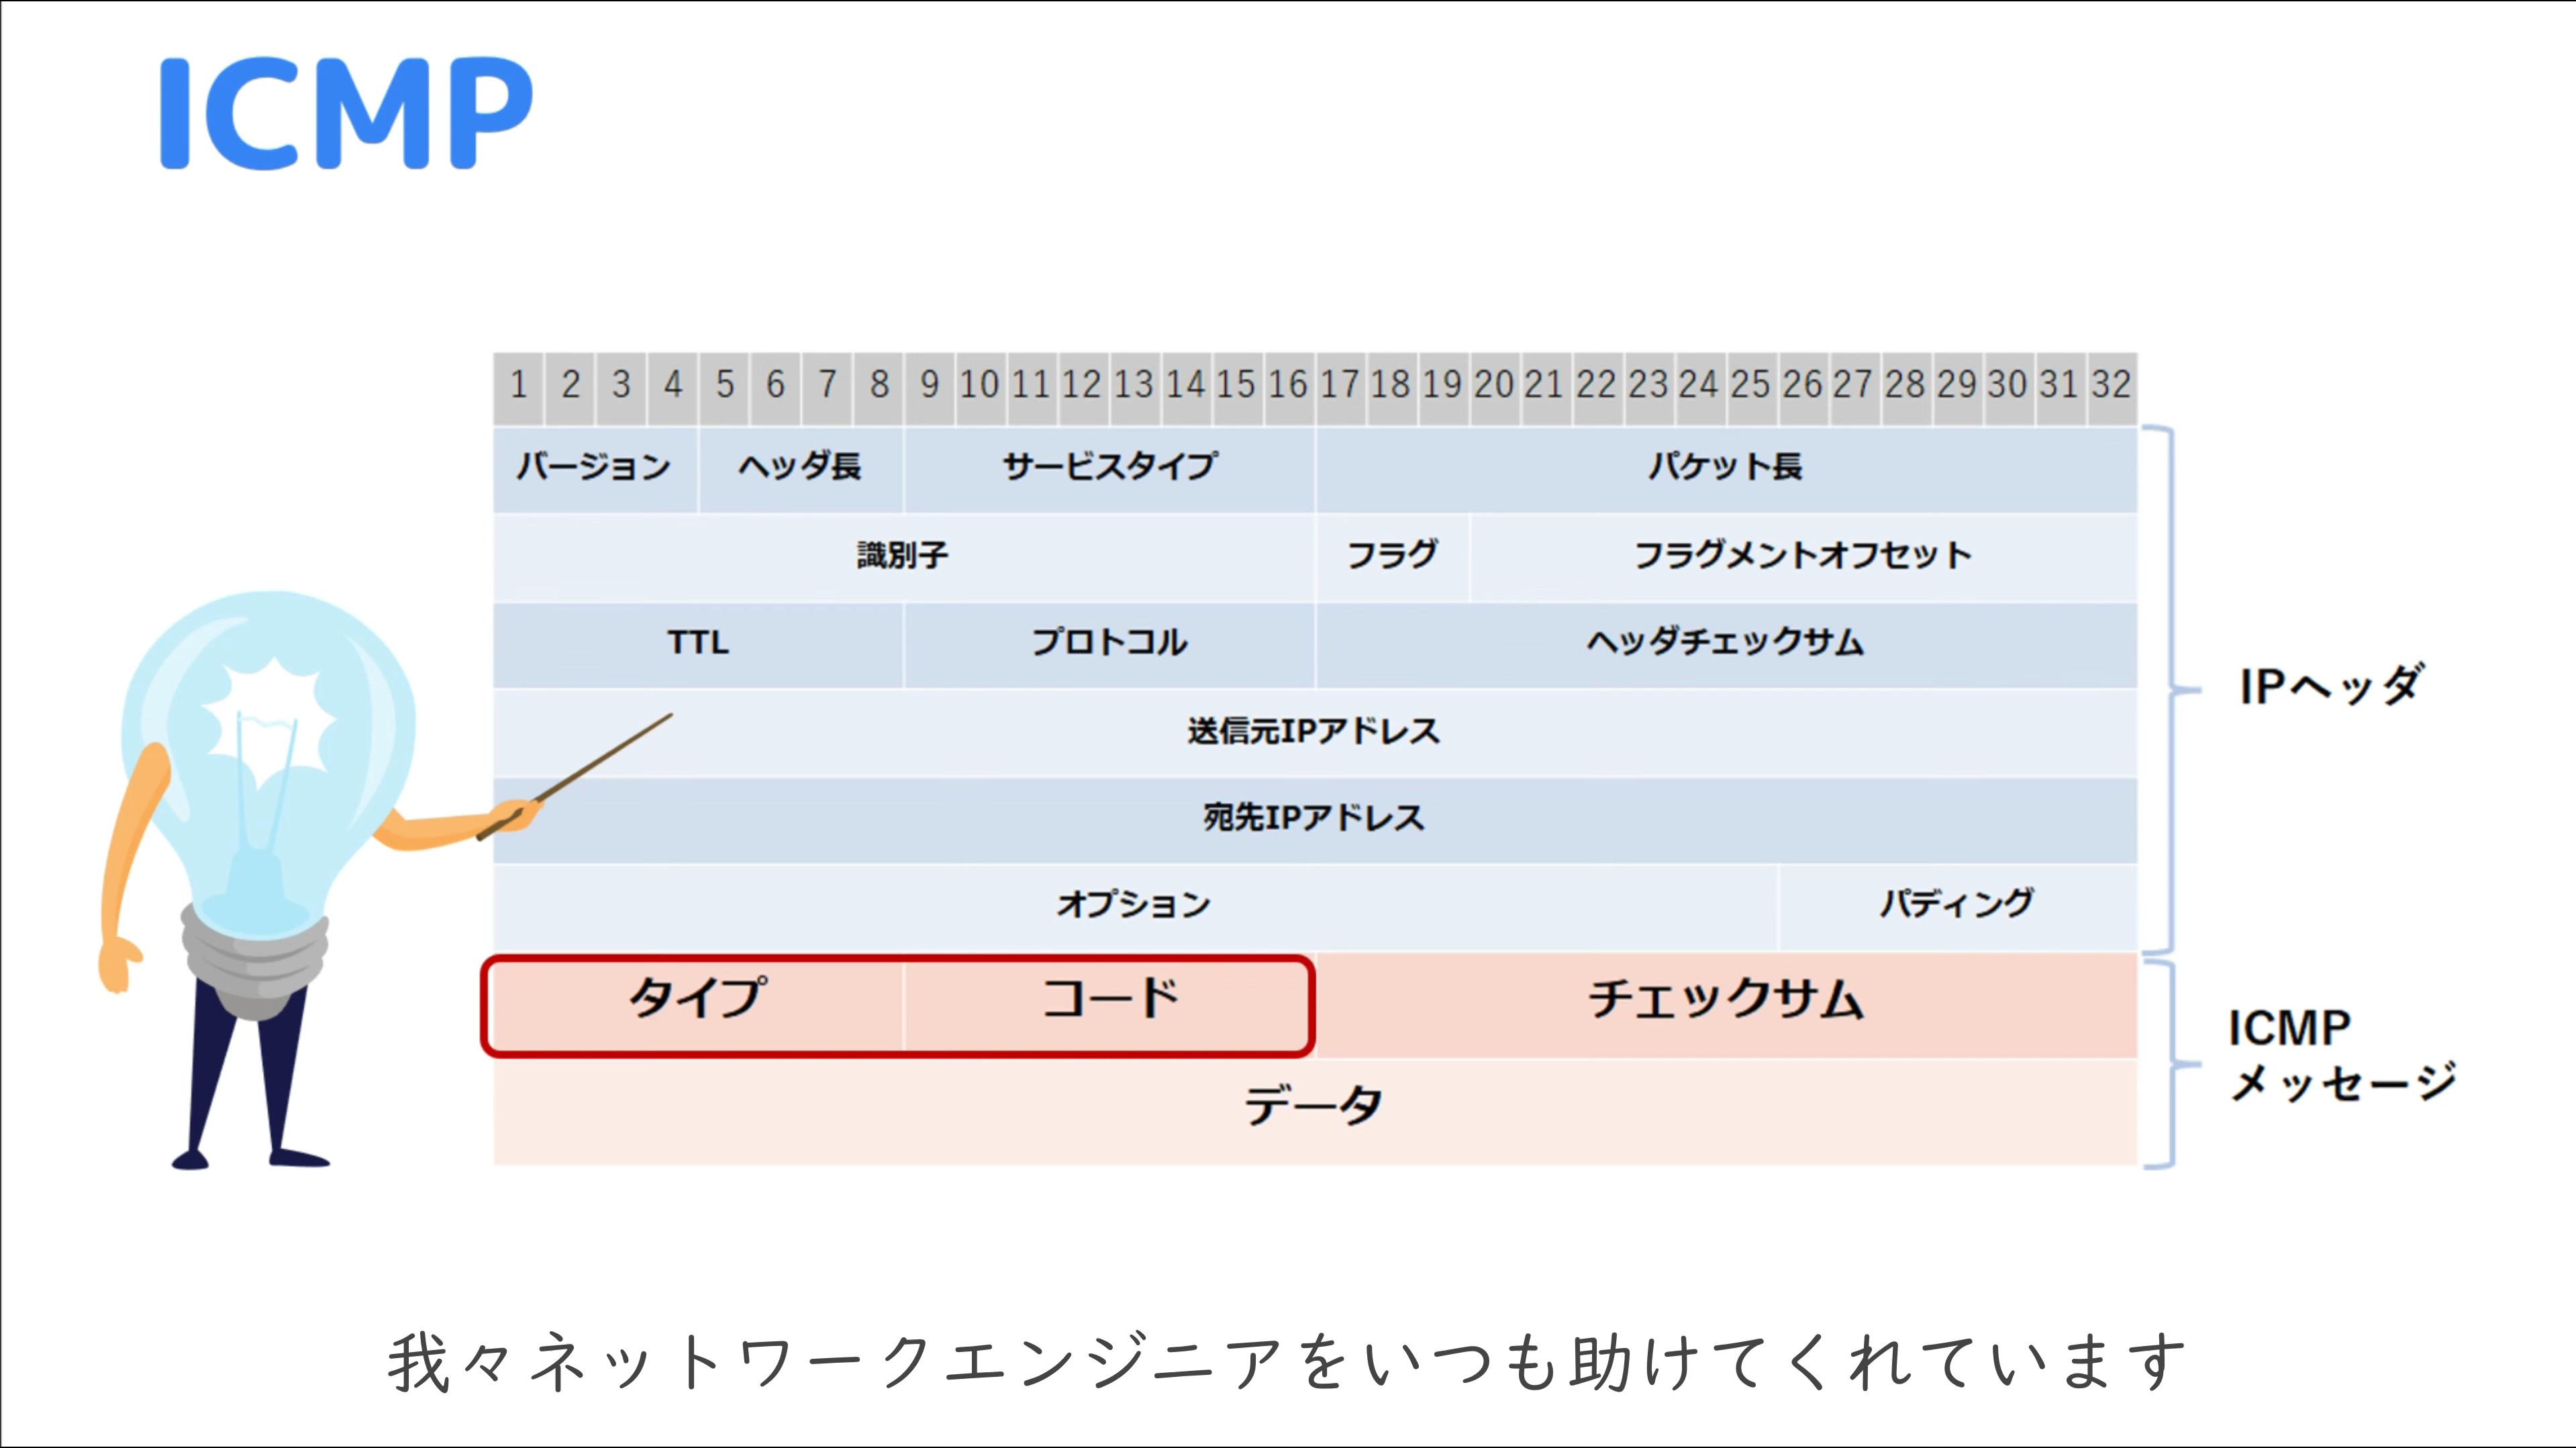 ICMP
1 2 3 4 5 6 7 8 9 10 11 12 13 14 15 16 17 18 19 20 21 22 23 24 25 26 27 28 29 30 31 32
バージョン ヘッダ長 サービスタイプ パケット長
識別子 フラグ フラグメントオフセット
TTL プロトコル ヘッダチェックサム
送信元IPアドレス
宛先IPアドレス
オプション パディング
IPヘッダ
タイプ コード チェックサム
データ
ICMP
メッセージ
我々ネットワークエンジニアをいつも助けてくれています